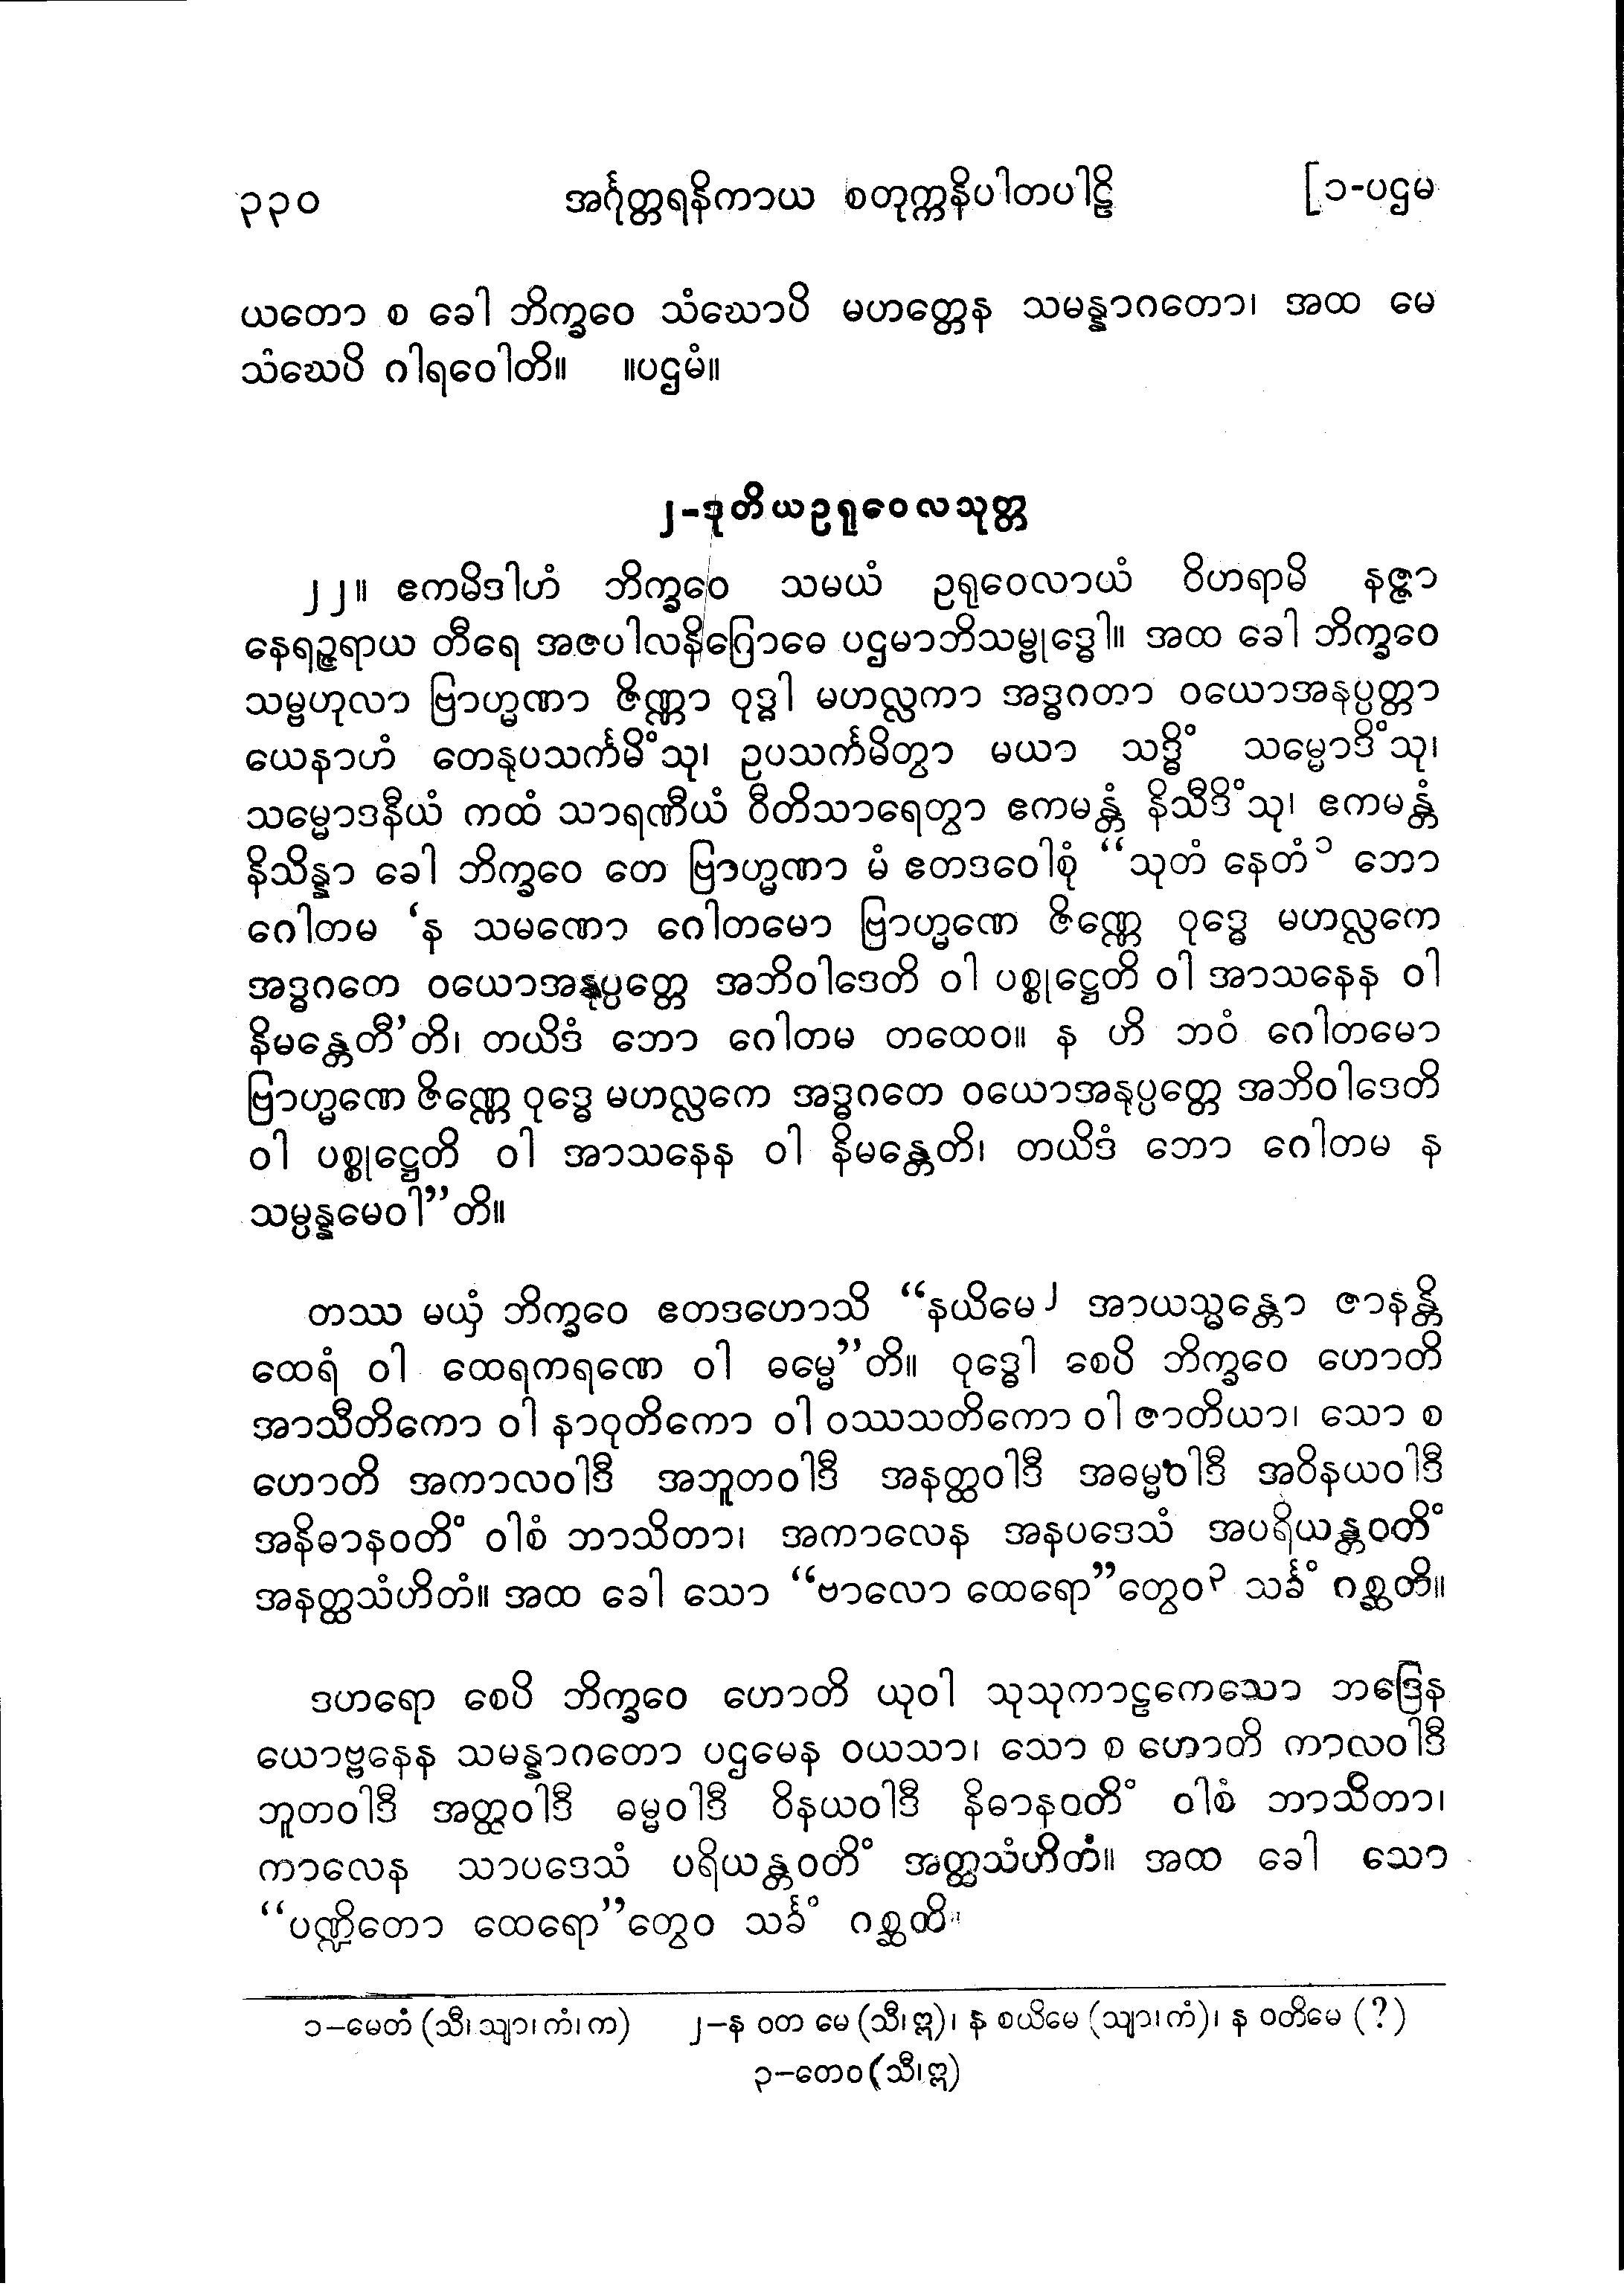 ၃၃၀ အင်္ဂုတ္တရနိကာယ စတုက္ကနိပါတပါဠိ [၁-ပဌမ
ယတော စ ခေါ ဘိက္ခဝေ သံဃောပိ မဟတ္တေန သမန္နာဂတော၊ အထ မေ
သံဃေပိ ဂါရဝေါတိ။ ။ပဌမံ။
၂-ဒုတိယဥရုဝေလသုတ္တ
၂၂။ ဧကမိဒါဟံ ဘိက္ခဝေ သမယံ ဥရုဝေလာယံ ဝိဟရာမိ နဇ္ဇာ
နေရဉ္ဇရာယ တီရေ အဇပါလနိဂြောဓေ ပဌမာဘိသမ္ဗုဒ္ဓေါ။ အထ ခေါ ဘိက္ခဝေ
သမ္ဗဟုလာ ဗြာဟ္မဏာ ဇိဏ္ဏာ ဝုဒ္ဓါ မဟလ္လကာ အဒ္ဓဂတာ ဝယောအနုပ္ပတ္တာ
ယေနာဟံ တေနုပသင်္ကမိံသု၊ ဥပသင်္ကမိတွာ မယာ သဒ္ဓိံ သမ္မောဒိံသု၊
သမ္မောဒနီယံ ကထံ သာရဏီယံ ဝီတိသာရေတွာ ဧကမန္တံ နိသီဒိံသု၊ ဧကမန္တံ
နိသိန္နာ ခေါ ဘိက္ခဝေ တေ ဗြာဟ္မဏာ မံ ဧတဒဝေါစုံ “သုတံ နေတံ၁ ဘော
ဂေါတမ ‘န သမဏော ဂေါတမော ဗြာဟ္မဏေ ဇိဏ္ဏေ ဝုဒ္ဓေ မဟလ္လကေ
အဒ္ဓဂတေ ဝယောအနုပ္ပတ္တေ အဘိဝါဒေတိ ဝါ ပစ္စုဋ္ဌေတိ ဝါ အာသနေန ဝါ
နိမန္တေတီ’တိ၊ တယိဒံ ဘော ဂေါတမ တထေဝ။ န ဟိ ဘဝံ ဂေါတမော
ဗြာဟ္မဏေ ဇိဏ္ဏေ ဝုဒ္ဓေ မဟလ္လကေ အဒ္ဓဂတေ ဝယောအနုပ္ပတ္တေ အဘိဝါဒေတိ
ဝါ ပစ္စုဋ္ဌေတိ ဝါ အာသနေန ဝါ နိမန္တေတိ၊ တယိဒံ ဘော ဂေါတမ န
သမ္ပန္နမေဝါ”တိ။
တဿ မယှံ ဘိက္ခဝေ ဧတဒဟောသိ “နယိမေ၂ အာယသ္မန္တော ဇာနန္တိ
ထေရံ ဝါ ထေရကရဏေ ဝါ ဓမ္မေ”တိ။ ဝုဒ္ဓေါ စေပိ ဘိက္ခဝေ ဟောတိ
အာသီတိကော ဝါ နာဝုတိကော ဝါ ဝဿသတိကော ဝါ ဇာတိယာ၊ သော စ
ဟောတိ အကာလဝါဒီ အဘူတဝါဒီ အနတ္ထဝါဒီ အဓမ္မဝါဒီ အဝိနယဝါဒီ
အနိဓာနဝတိံ ဝါစံ ဘာသိတာ၊ အကာလေန အနပဒေသံ အပရိယန္တဝတိံ
အနတ္ထသံဟိတံ။ အထ ခေါ သော “ဗာလော ထေရော”တွေဝ၃ သင်္ခံ ဂစ္ဆတိ။
ဒဟရော စေပိ ဘိက္ခဝေ ဟောတိ ယုဝါ သုသုကာဠကေသော ဘဒြေန
ယောဗ္ဗနေန သမန္နာဂတော ပဌမေန ဝယသာ၊ သော စ ဟောတိ ကာလဝါဒီ
ဘူတဝါဒီ အတ္ထဝါဒီ ဓမ္မဝါဒီ ဝိနယဝါဒီ နိဓာနဝတိံ ဝါစံ ဘာသိတာ၊
ကာလေန သာပဒေသံ ပရိယန္တဝတိံ အတ္ထသံဟိတံ။ အထ ခေါ သော
“ပဏ္ဍိတော ထေရော”တွေဝ သင်္ခံ ဂစ္ဆတိ။
၁–မေတံ (သီ၊ သျာ၊ ကံ၊ က) ၂–န ဝတ မေ (သီ၊ ဣ)၊ န စယိမေ (သျာ၊ ကံ)၊ န ဝတိမေ (?)
၃–တေဝ (သီ၊ ဣ)